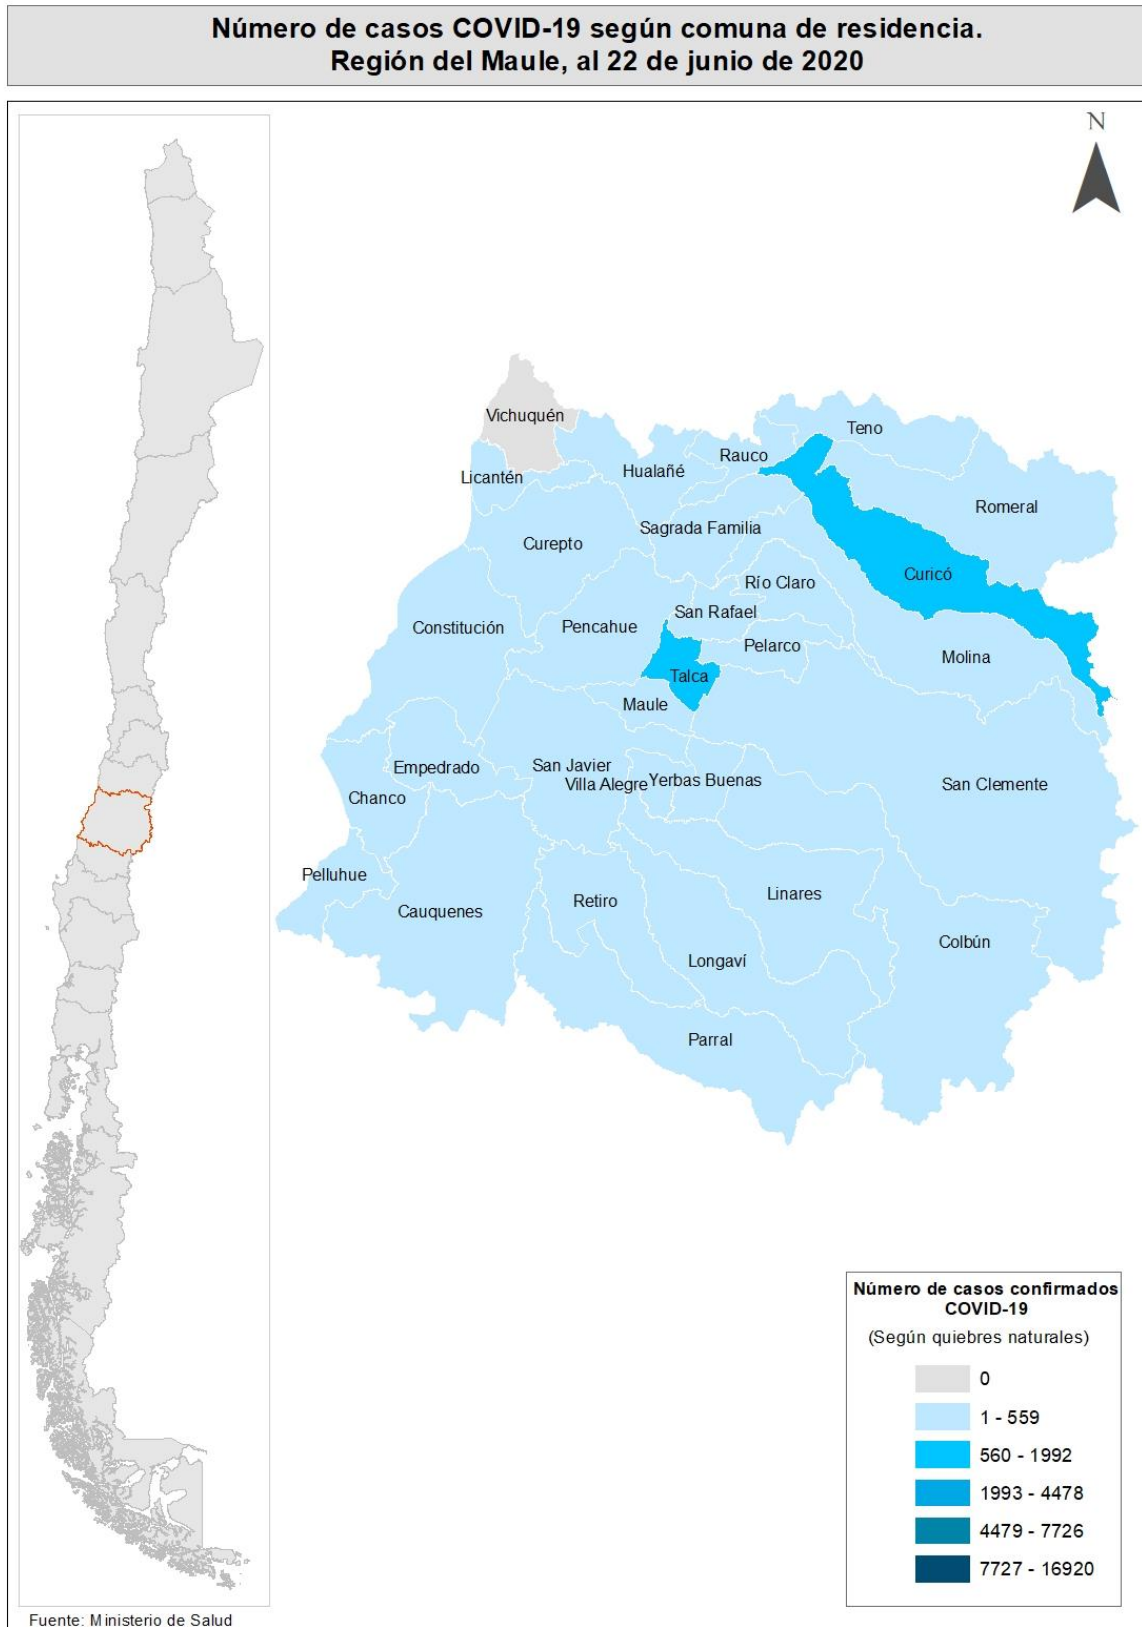 Número de casos COVID-19 según comuna de residencia.
Región del Maule, al 22 de junio de 2020
N
Vichuquén
Teno
Rauco
Hualañé
Licantén
Romeral
Sagrada Familia
Curepto
Curicó
Río Claro
San Rafael
Constitución
Pencahue
Pelarco
Molina
Talca
Maule
San Javier
Empedrado
Villa Alegre
Yerbas Buenas
San Clemente
Chanco
Pelluhue
Linares
Retiro
Cauquenes
Colbún
Longaví
Parral
Número de casos confirmados
COVID-19
(Según quiebres naturales)
0
1 - 559
560 - 1992
1993 - 4478
4479 - 7726
7727 - 16920
Fuente: Ministerio de Salud